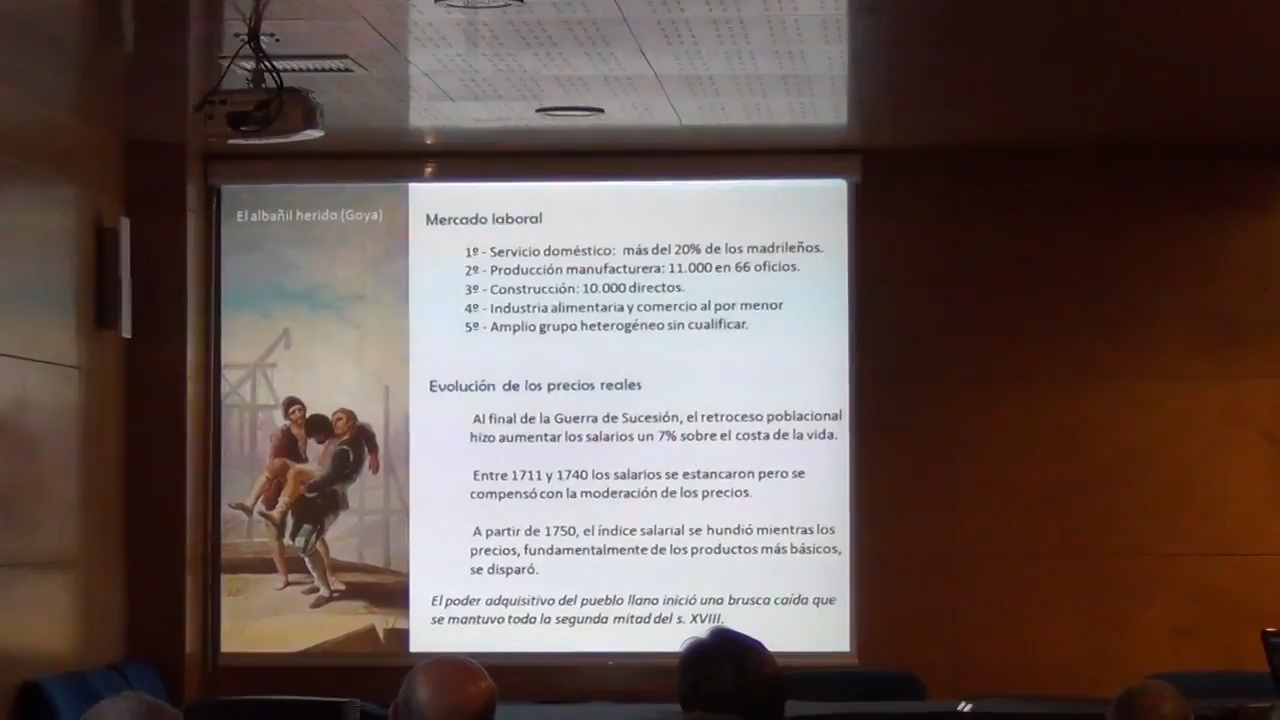 El albañil herido (Goya)
Mercado laboral
1º - Servicio doméstico: más del 20% de los madrileños.
2º - Producción manufacturera: 11.000 en 66 oficios.
3º - Construcción: 10.000 directos.
4º - Industria alimentaria y comercio al por menor
5º - Amplio grupo heterogéneo sin cualificar.
Evolución de los precios reales
Al final de la Guerra de Sucesión, el retroceso poblacional
hizo aumentar los salarios un 7% sobre el costa de la vida.
Entre 1711 y 1740 los salarios se estancaron pero se
compensó con la moderación de los precios.
A partir de 1750, el índice salarial se hundió mientras los
precios, fundamentalmente de los productos más básicos,
se disparó.
El poder adquisitivo del pueblo llano inició una brusca caída que
se mantuvo toda la segunda mitad del s. XVIII.